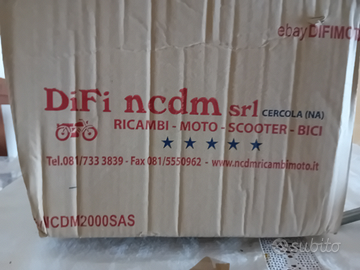 ebay DIFIMOT
DiFi ncdm srl CERCOLA (NA)
RICAMBI - MOTO - SCOOTER - BICI
Tel.081/733 3839 - Fax 081/5550962 - www.ncdmricambimoto.it
NCDM2000SAS
subito